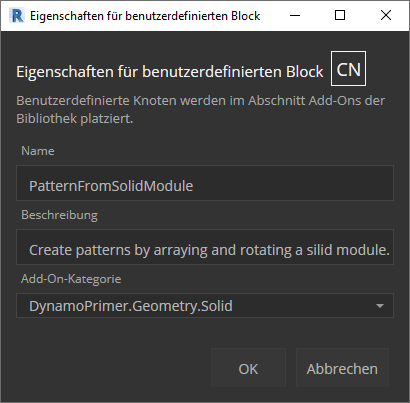 Eigenschaften für benutzerdefinierten Block
Eigenschaften für benutzerdefinierten Block CN
Benutzerdefinierte Knoten werden im Abschnitt Add-Ons der
Bibliothek platziert.
Name
PatternFromSolidModule
Beschreibung
Create patterns by arraying and rotating a silid module.
Add-On-Kategorie
DynamoPrimer.Geometry.Solid
OK Abbrechen